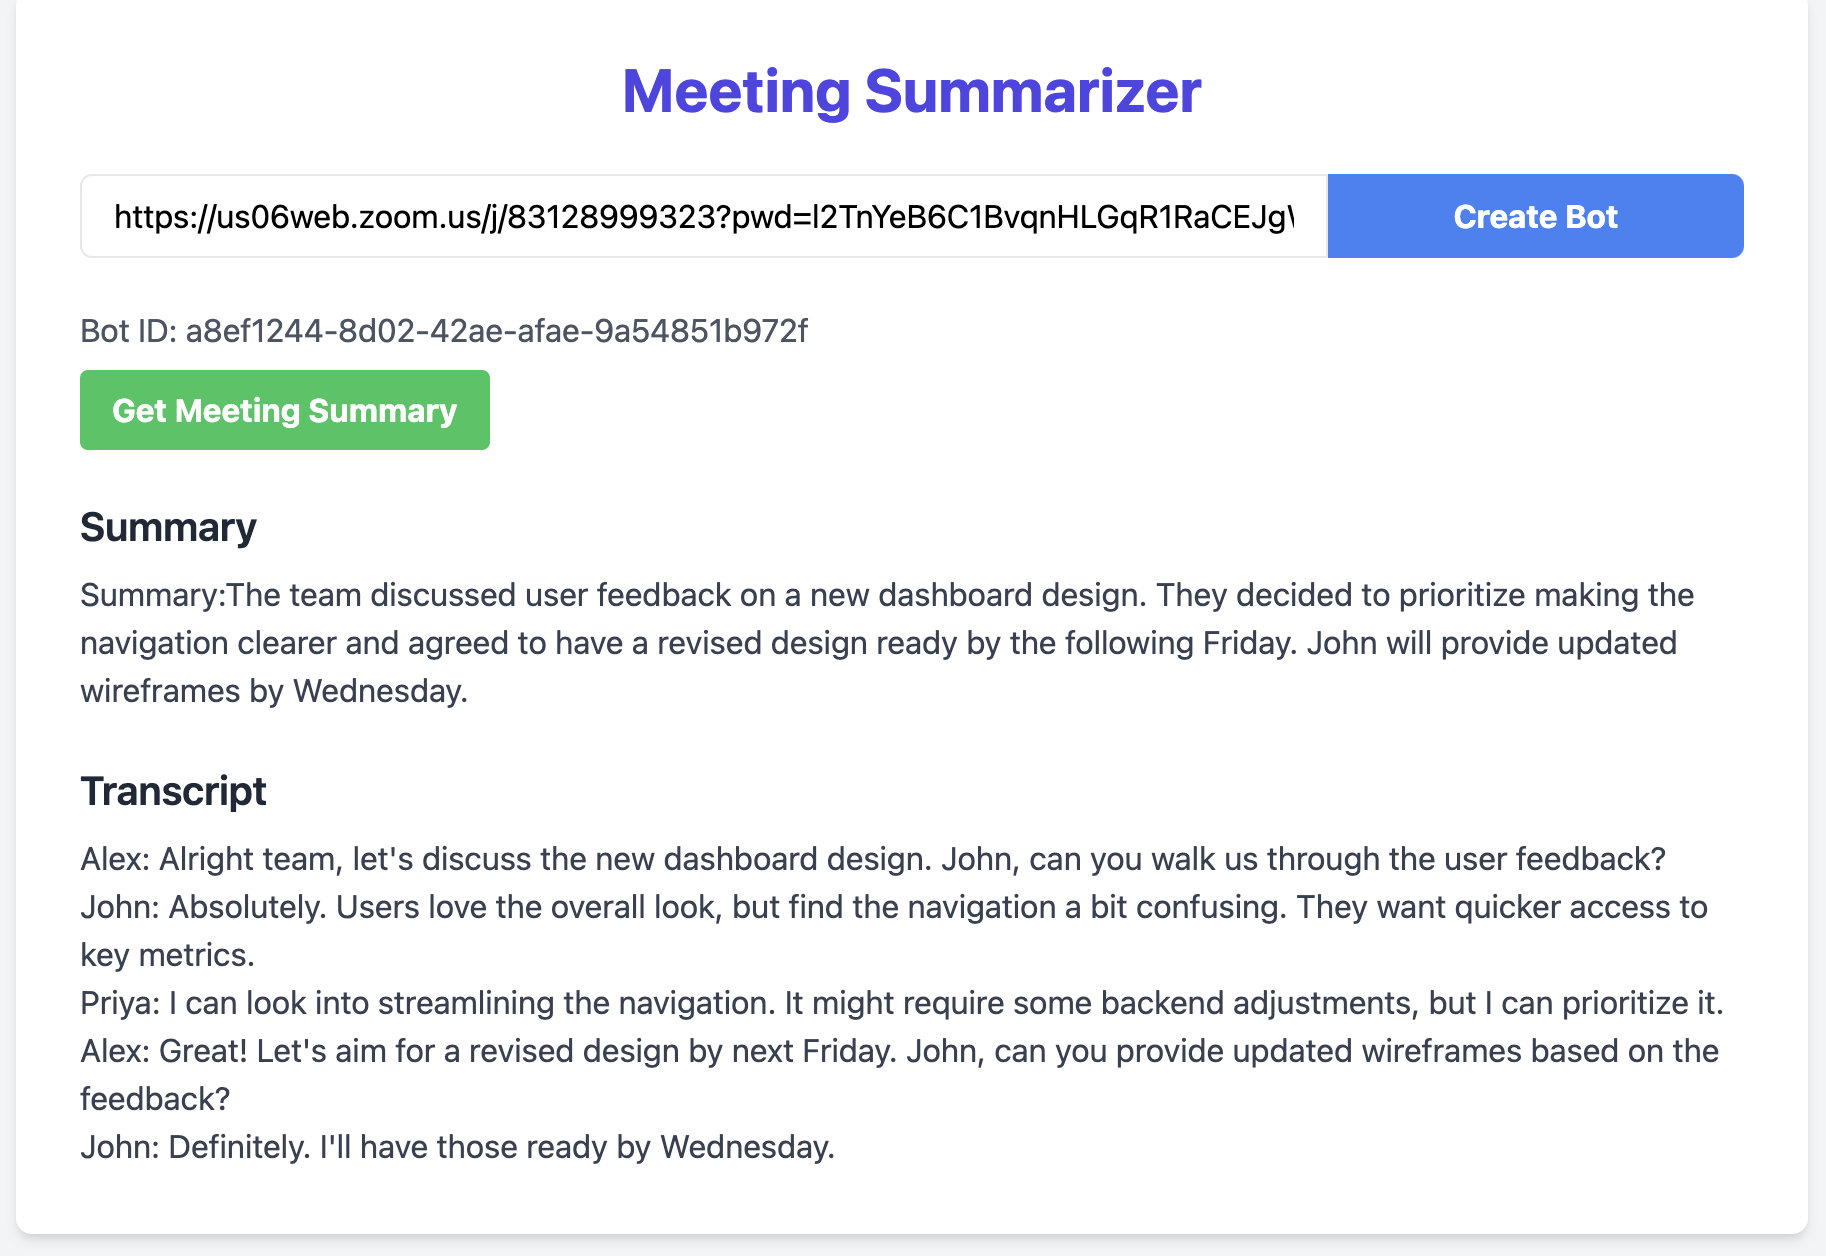 Meeting Summarizer
https://us06web.zoom.us/j/83128999323?pwd=l2TnYeB6C1BvqnHLGqR1RaCEJg
Create Bot
Bot ID: a8ef1244-8d02-42ae-afae-9a54851b972f
Get Meeting Summary
Summary
Summary:The team discussed user feedback on a new dashboard design. They decided to prioritize making the
navigation clearer and agreed to have a revised design ready by the following Friday. John will provide updated
wireframes by Wednesday.
Transcript
Alex: Alright team, let's discuss the new dashboard design. John, can you walk us through the user feedback?
John: Absolutely. Users love the overall look, but find the navigation a bit confusing. They want quicker access to
key metrics.
Priya: I can look into streamlining the navigation. It might require some backend adjustments, but I can prioritize it.
Alex: Great! Let's aim for a revised design by next Friday. John, can you provide updated wireframes based on the
feedback?
John: Definitely. I'll have those ready by Wednesday.